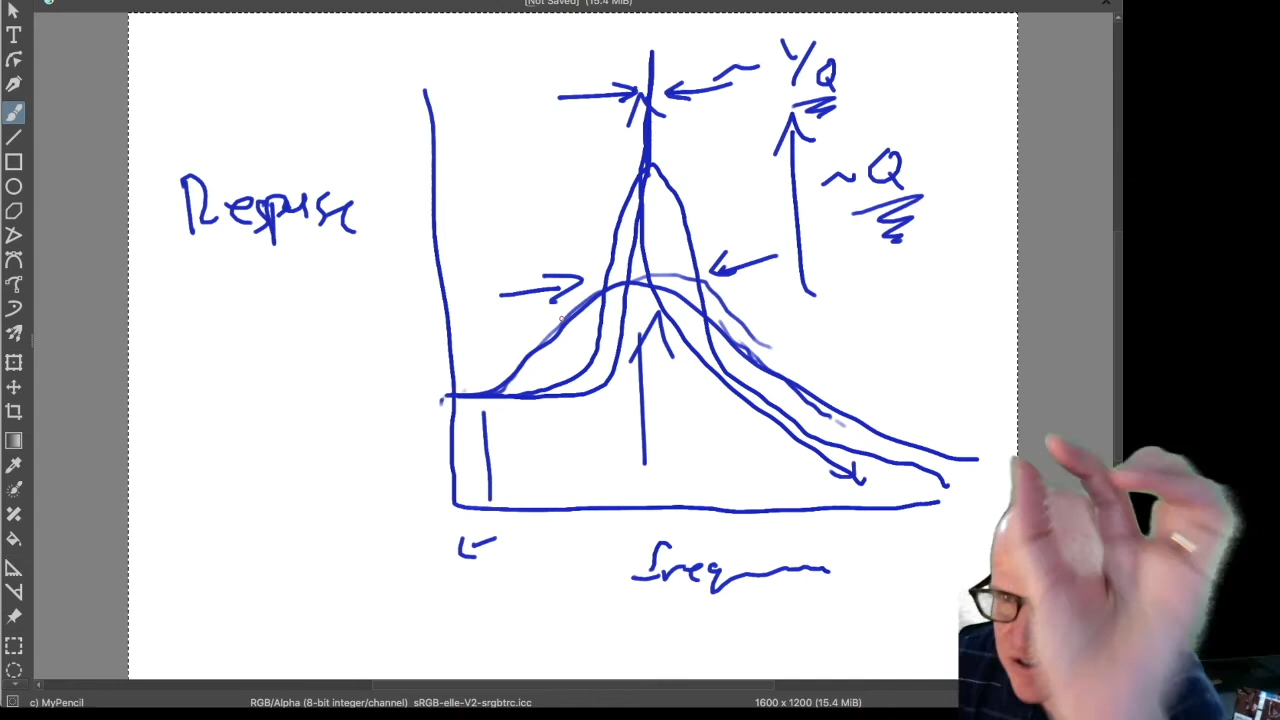 [Not Saved] (15.4 MiB)
1/Q
~Q
Response
freq
c) MyPencil
RGB/Alpha (8-bit integer/channel) sRGB-elle-V2-srgbtrc.icc
1600 x 1200 (15.4 MiB)